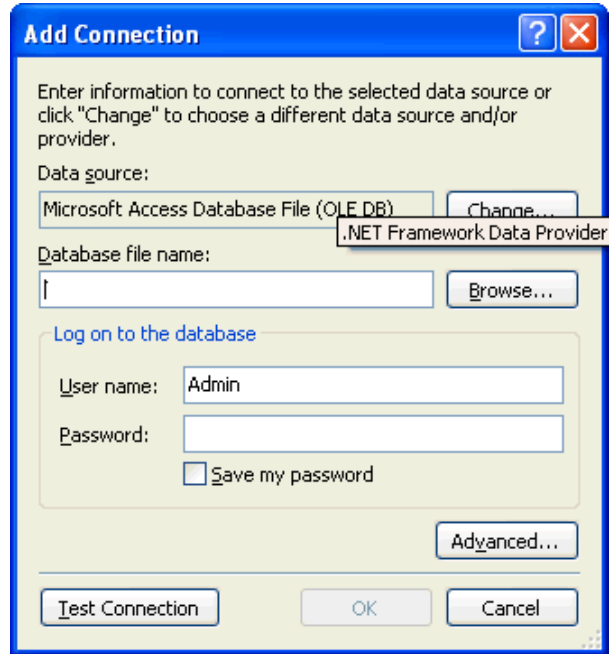 Add Connection
Enter information to connect to the selected data source or
click "Change" to choose a different data source and/or
provider.
Data source:
Microsoft Access Database File (OLE DB)
Change...
.NET Framework Data Provider
Database file name:
Browse...
Log on to the database
User name:
Admin
Password:
Save my password
Advanced...
Test Connection
OK
Cancel